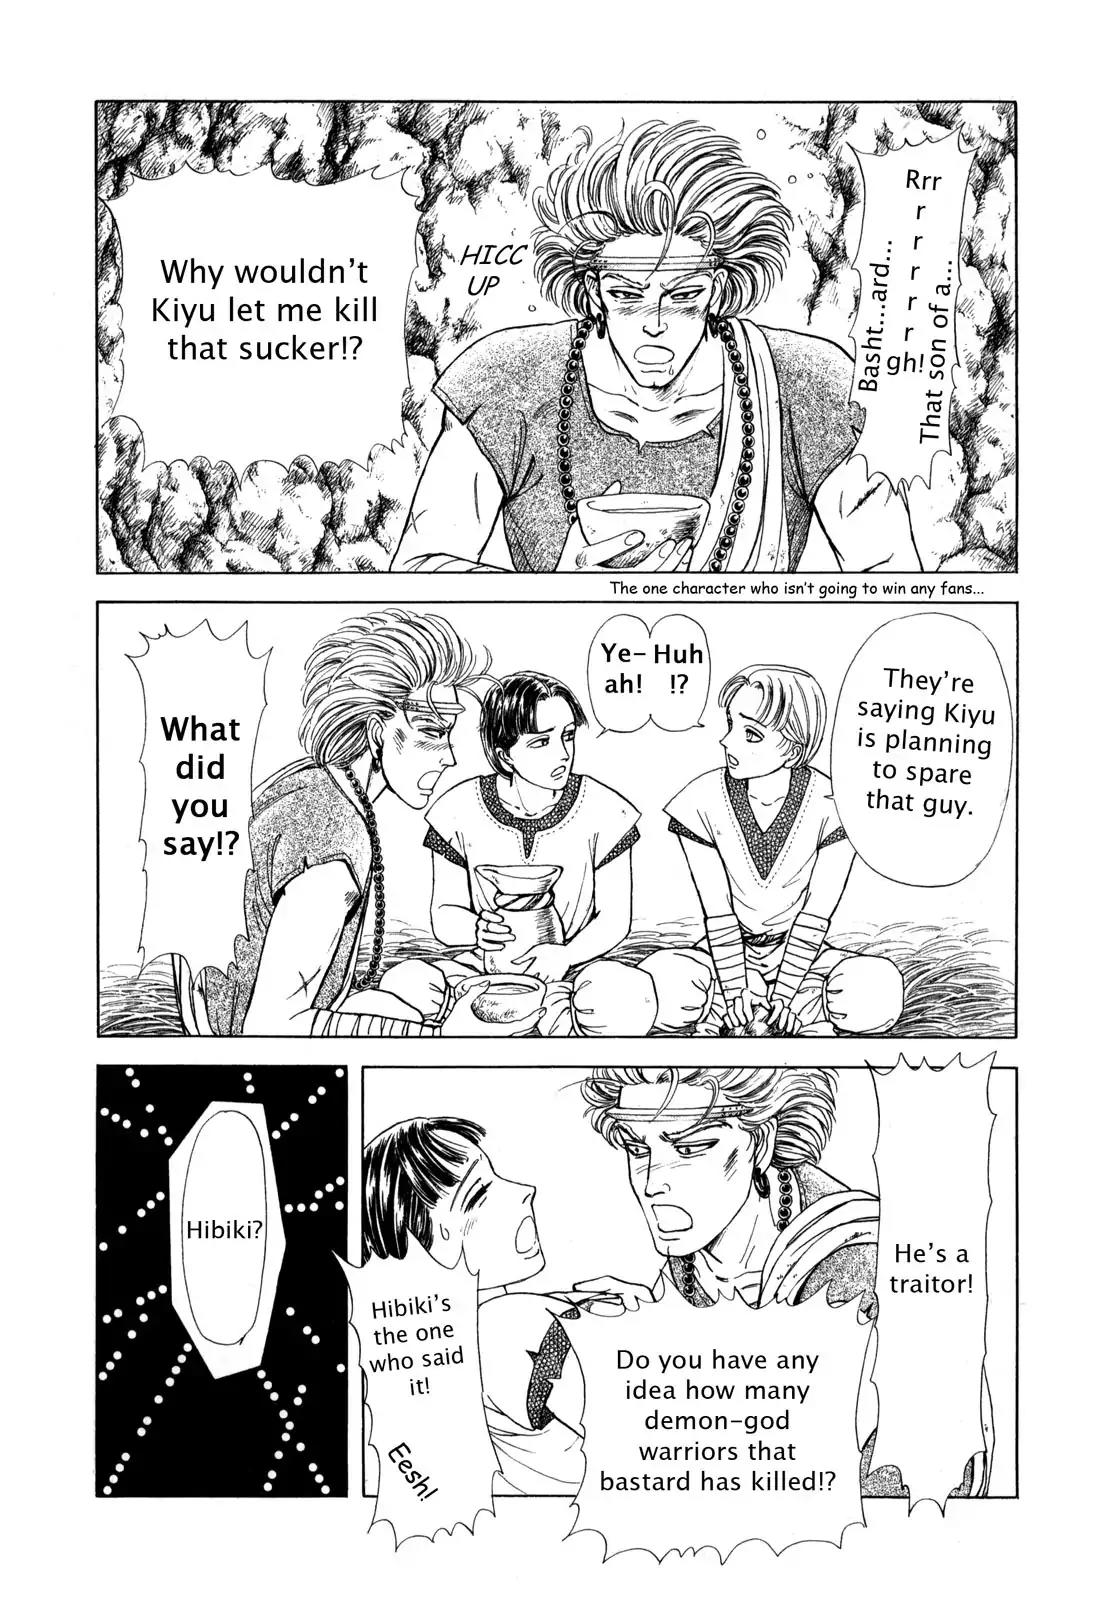 Rrr
r
r
r
r
r
gh!
That son of a...
Basht...ard...
HICC
UP
Why wouldn't
Kiyu let me kill
that sucker!?
The one character who isn't going to win any fans...
They're
saying Kiyu
is planning
to spare
that guy.
Huh
!?
Ye-
ah!
What
did
you
say!?
He's a
traitor!
Do you have any
idea how many
demon-god
warriors that
bastard has killed!?
Hibiki's
the one
who said
it!
Eesh!
Hibiki?